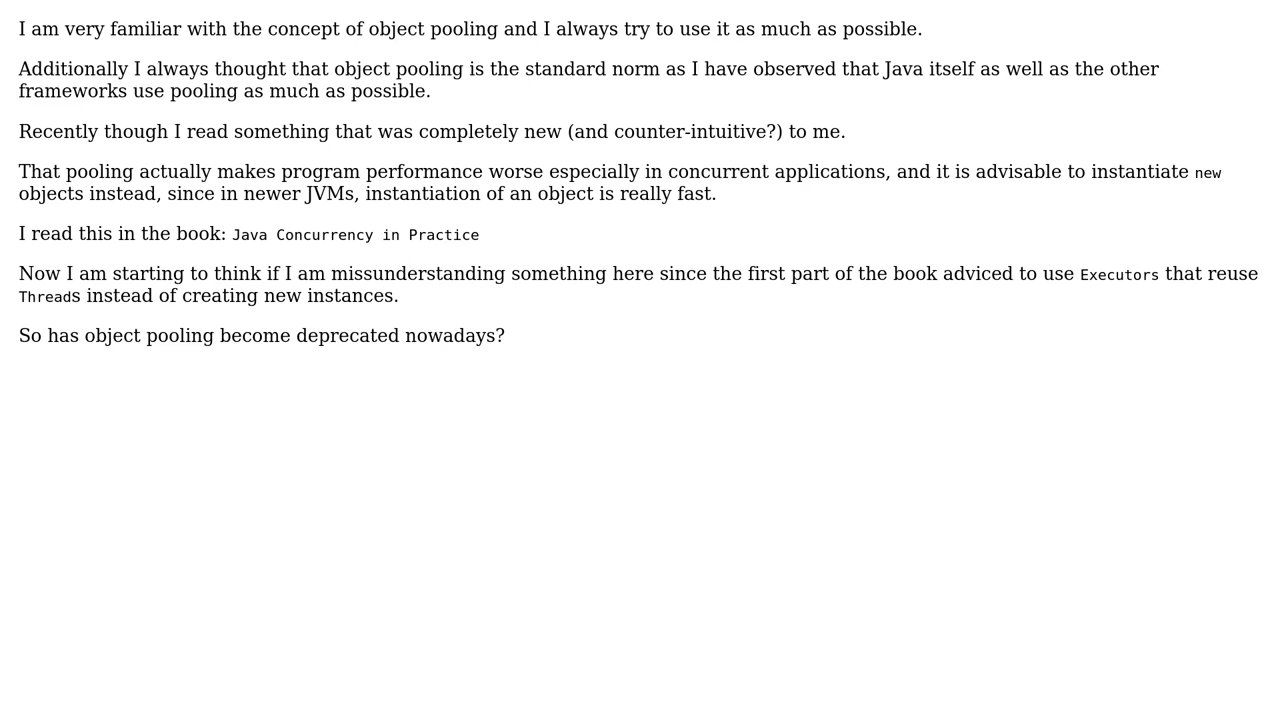 I am very familiar with the concept of object pooling and I always try to use it as much as possible.
Additionally I always thought that object pooling is the standard norm as I have observed that Java itself as well as the other
frameworks use pooling as much as possible.
Recently though I read something that was completely new (and counter-intuitive?) to me.
That pooling actually makes program performance worse especially in concurrent applications, and it is advisable to instantiate new
objects instead, since in newer JVMs, instantiation of an object is really fast.
I read this in the book: Java Concurrency in Practice
Now I am starting to think if I am missunderstanding something here since the first part of the book adviced to use Executors that reuse
Threads instead of creating new instances.
So has object pooling become deprecated nowadays?